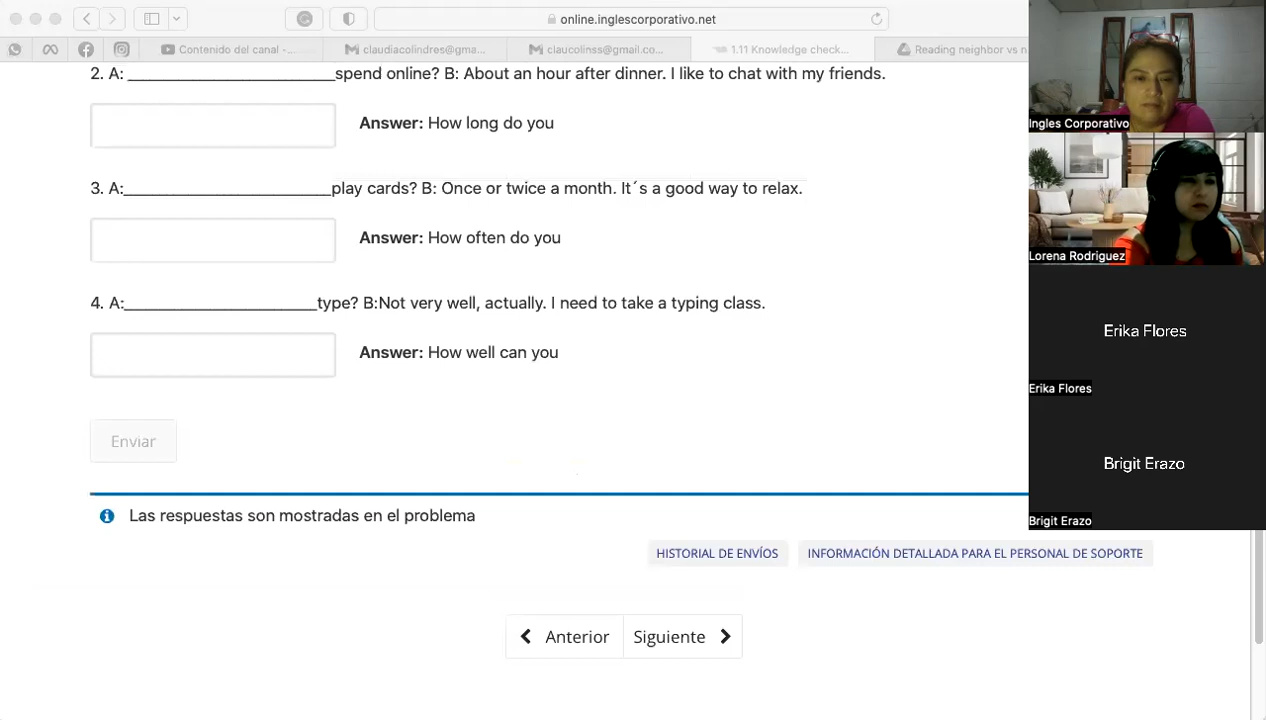 online.inglescorporativo.net
Contenido del canal -...
claudiacolindres@gma...
claucolinss@gmail.co...
1.11 Knowledge check...
Reading neighbor vs n
2. A: _________________________spend online? B: About an hour after dinner. I like to chat with my friends.
Answer: How long do you
3. A:_________________________play cards? B: Once or twice a month. It´s a good way to relax.
Answer: How often do you
4. A:_______________________type? B:Not very well, actually. I need to take a typing class.
Answer: How well can you
Enviar
Las respuestas son mostradas en el problema
HISTORIAL DE ENVÍOS
INFORMACIÓN DETALLADA PARA EL PERSONAL DE SOPORTE
Anterior
Siguiente
Ingles Corporativo
Lorena Rodriguez
Erika Flores
Erika Flores
Brigit Erazo
Brigit Erazo